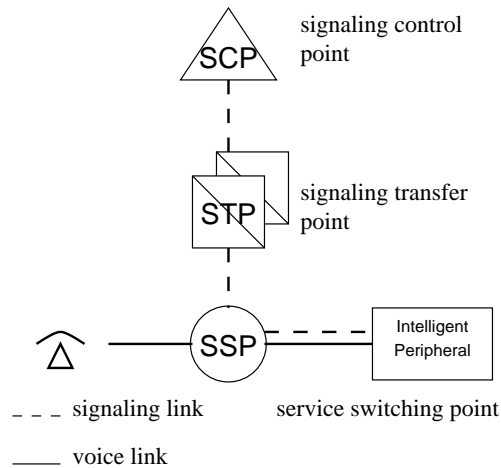 signaling control
point
SCP
signaling transfer
point
STP
Intelligent
Peripheral
SSP
signaling link
service switching point
voice link